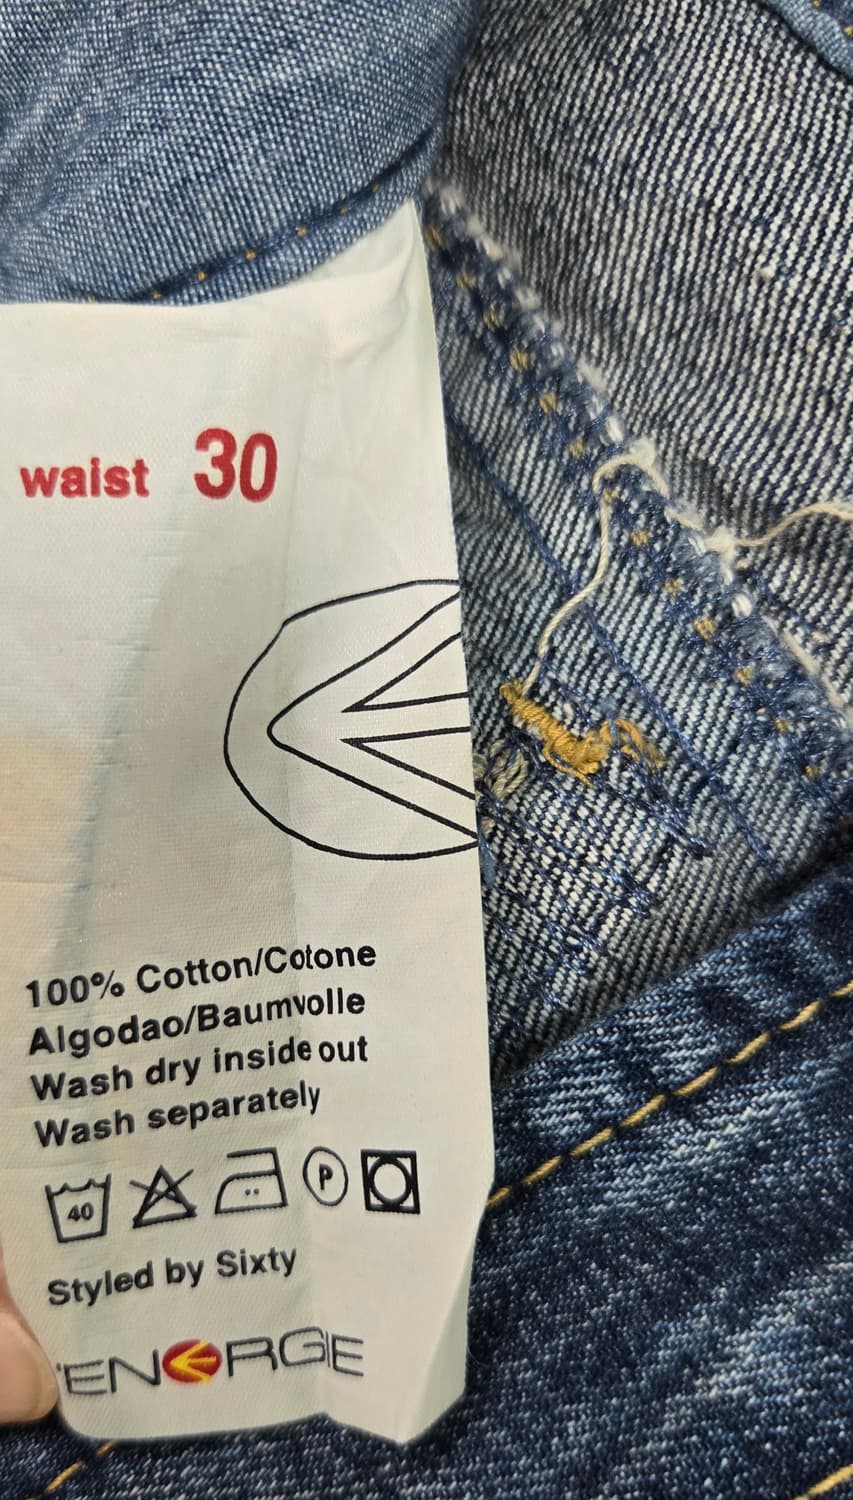 waist 30
100% Cotton/Cotone
Algodao/Baumvolle
Wash dry inside out
Wash separately
40 P
Styled by Sixty
'ENERGIE